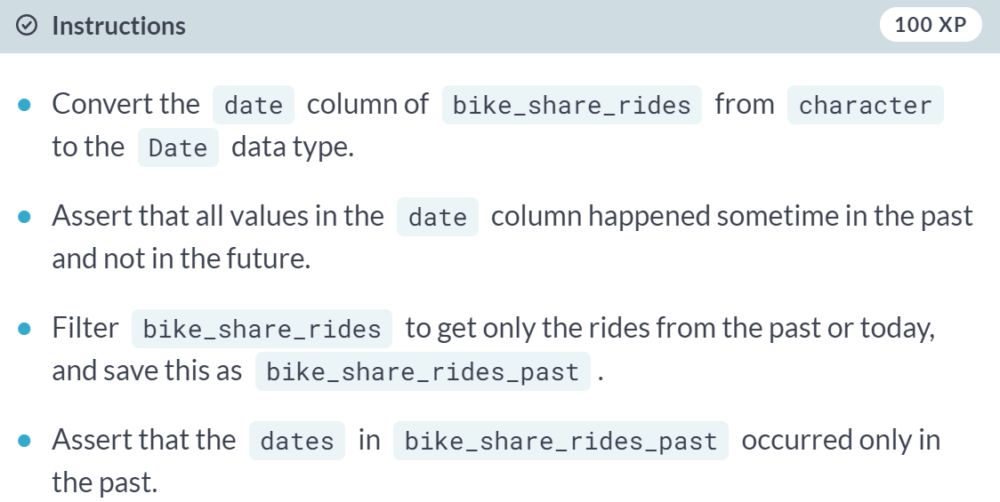 Instructions 100 XP
Convert the date column of bike_share_rides from character
to the Date data type.
Assert that all values in the date column happened sometime in the past
and not in the future.
Filter bike_share_rides to get only the rides from the past or today,
and save this as bike_share_rides_past .
Assert that the dates in bike_share_rides_past occurred only in
the past.